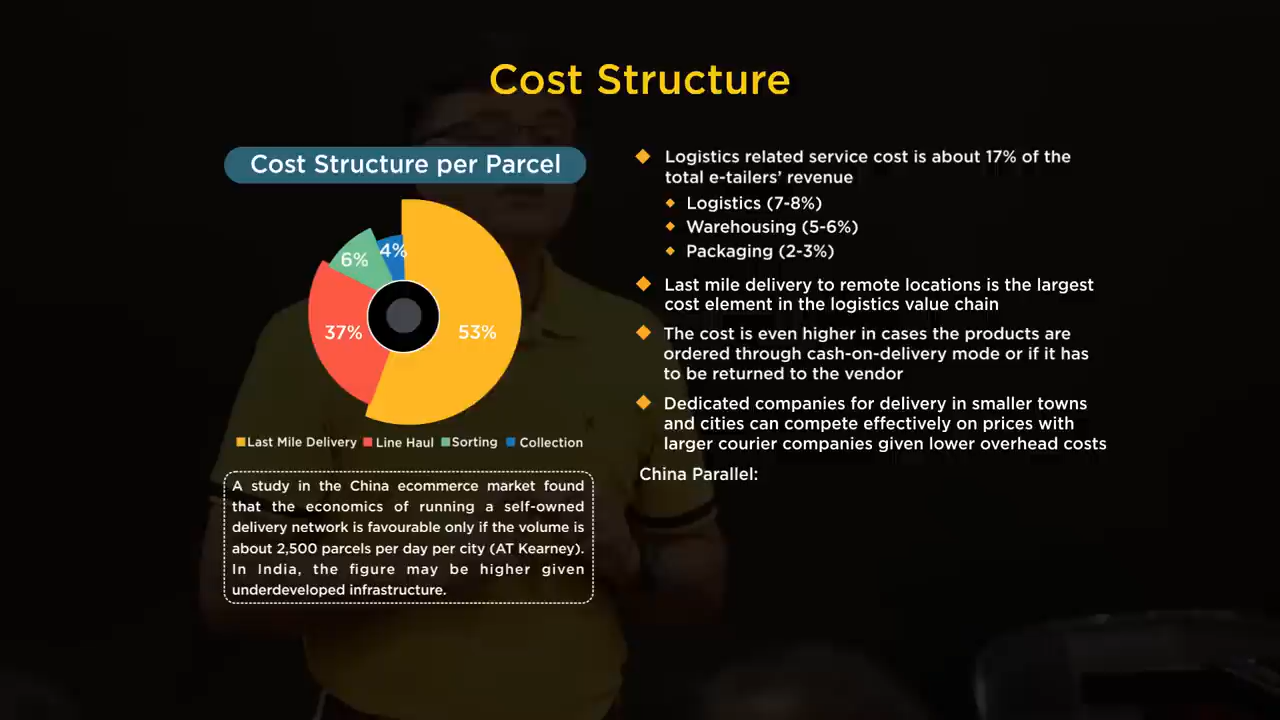 Cost Structure
Cost Structure per Parcel
4%
6%
37%
53%
Last Mile Delivery Line Haul Sorting Collection
A study in the China ecommerce market found
that the economics of running a self-owned
delivery network is favourable only if the volume is
about 2,500 parcels per day per city (AT Kearney).
In India, the figure may be higher given
underdeveloped infrastructure.
Logistics related service cost is about 17% of the
total e-tailers’ revenue
Logistics (7-8%)
Warehousing (5-6%)
Packaging (2-3%)
Last mile delivery to remote locations is the largest
cost element in the logistics value chain
The cost is even higher in cases the products are
ordered through cash-on-delivery mode or if it has
to be returned to the vendor
Dedicated companies for delivery in smaller towns
and cities can compete effectively on prices with
larger courier companies given lower overhead costs
China Parallel: